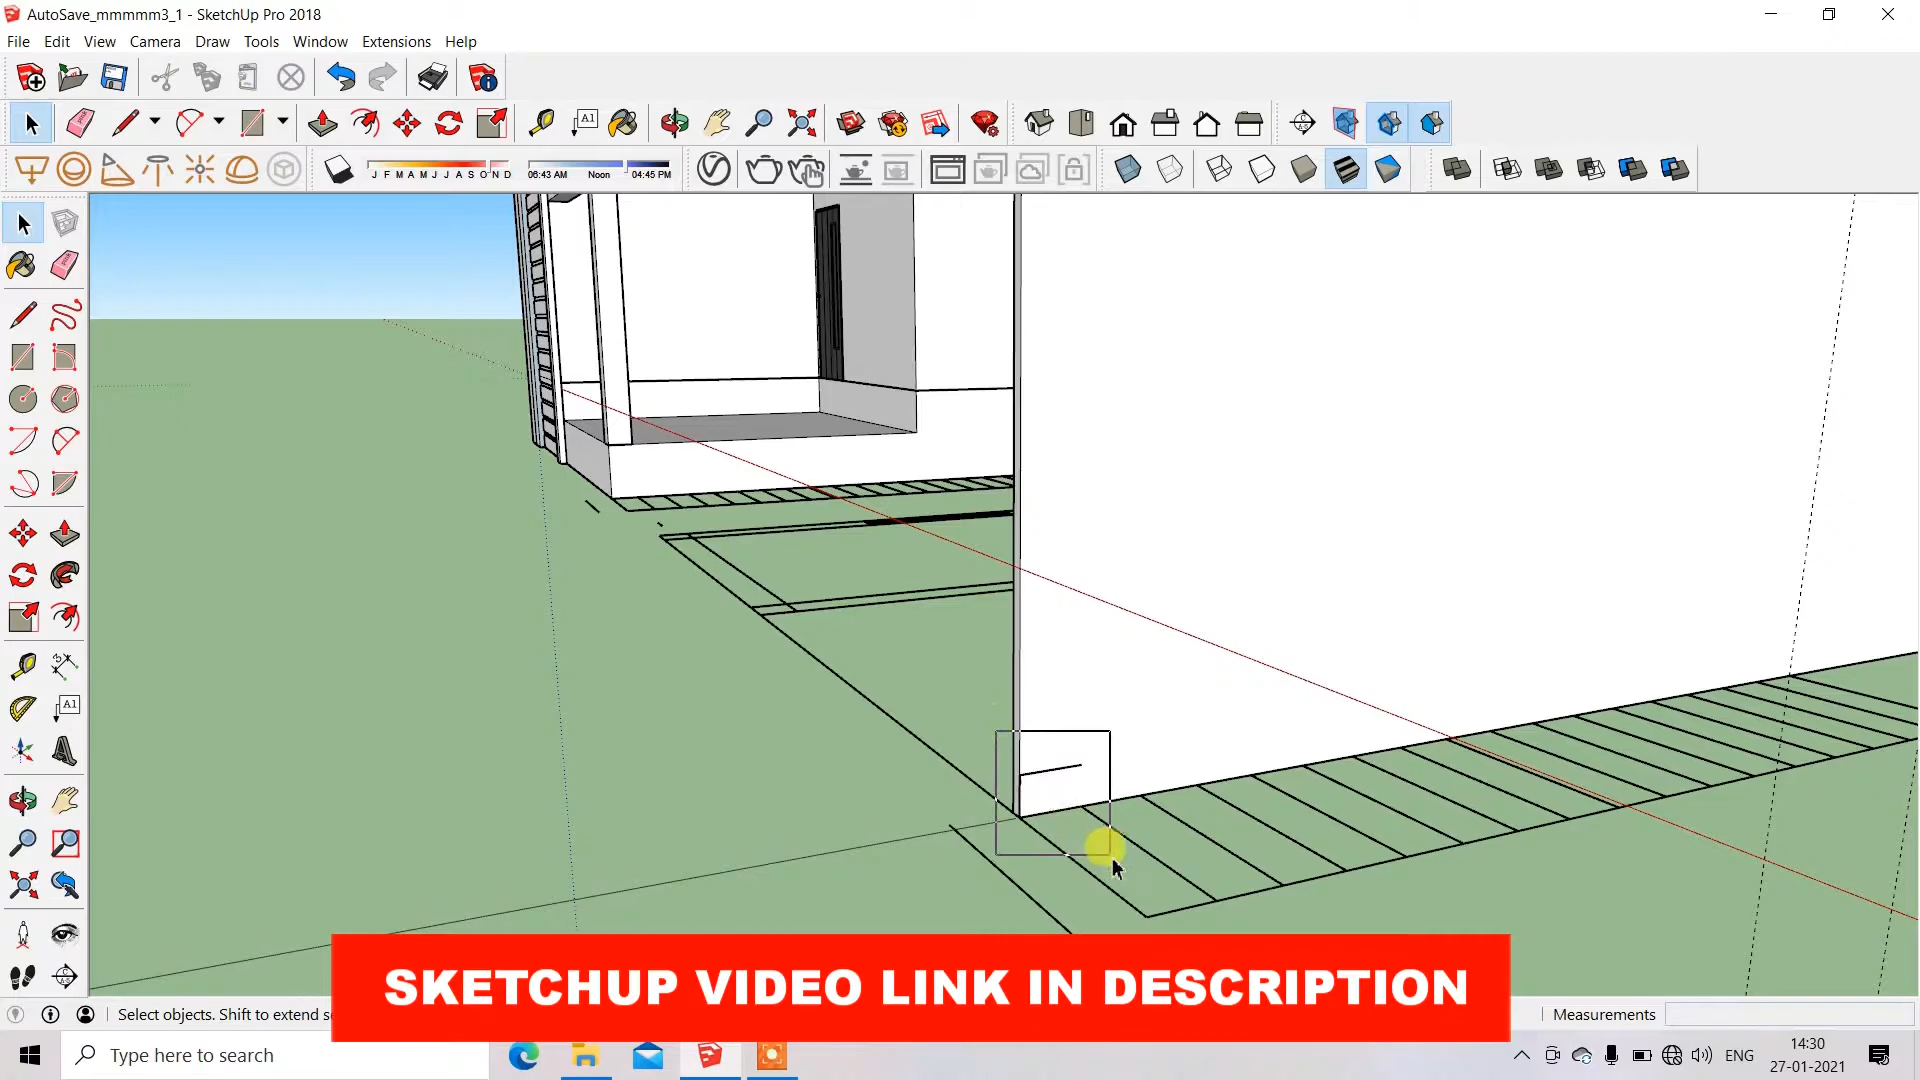 AutoSave_mmmmm3_1 - SketchUp Pro 2018
File Edit View Camera Draw Tools Window Extensions Help
A1
J F M A M J J A S O N D 06:43 AM Noon 04:45 PM
A1
SKETCHUP VIDEO LINK IN DESCRIPTION
Select objects. Shift to extend s
Measurements
Type here to search
ENG
14:30
27-01-2021